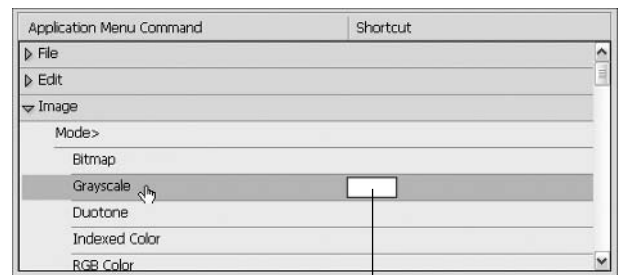 Application Menu Command Shortcut
File
Edit
Image
Mode>
Bitmap
Grayscale
Duotone
Indexed Color
RGB Color